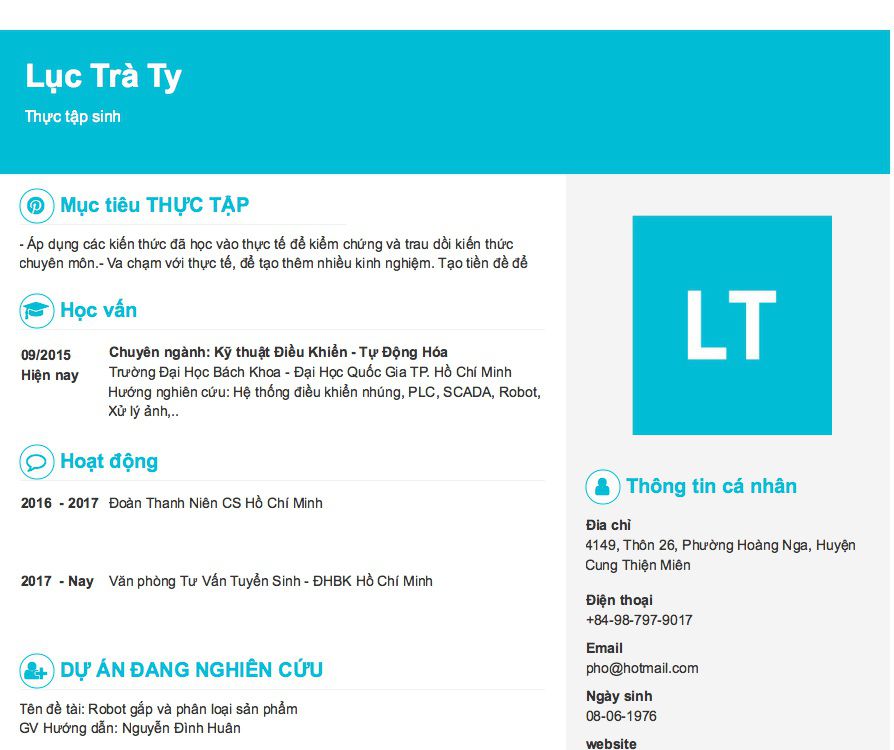 Lục Trà Ty
Thực tập sinh
Mục tiêu THỰC TẬP
- Áp dụng các kiến thức đã học vào thực tế để kiểm chứng và trau dồi kiến thức
chuyên môn.- Va chạm với thực tế, để tạo thêm nhiều kinh nghiệm. Tạo tiền đề để
Học vấn
09/2015
Hiện nay
Chuyên ngành: Kỹ thuật Điều Khiển - Tự Động Hóa
Trường Đại Học Bách Khoa - Đại Học Quốc Gia TP. Hồ Chí Minh
Hướng nghiên cứu: Hệ thống điều khiển nhúng, PLC, SCADA, Robot,
Xử lý ảnh,..
Hoạt động
2016 - 2017 Đoàn Thanh Niên CS Hồ Chí Minh
2017 - Nay Văn phòng Tư Vấn Tuyển Sinh - ĐHBK Hồ Chí Minh
DỰ ÁN ĐANG NGHIÊN CỨU
Tên đề tài: Robot gắp và phân loại sản phẩm
GV Hướng dẫn: Nguyễn Đình Huân
LT
Thông tin cá nhân
Địa chỉ
4149, Thôn 26, Phường Hoàng Nga, Huyện
Cung Thiện Miên
Điện thoại
+84-98-797-9017
Email
pho@hotmail.com
Ngày sinh
08-06-1976
website